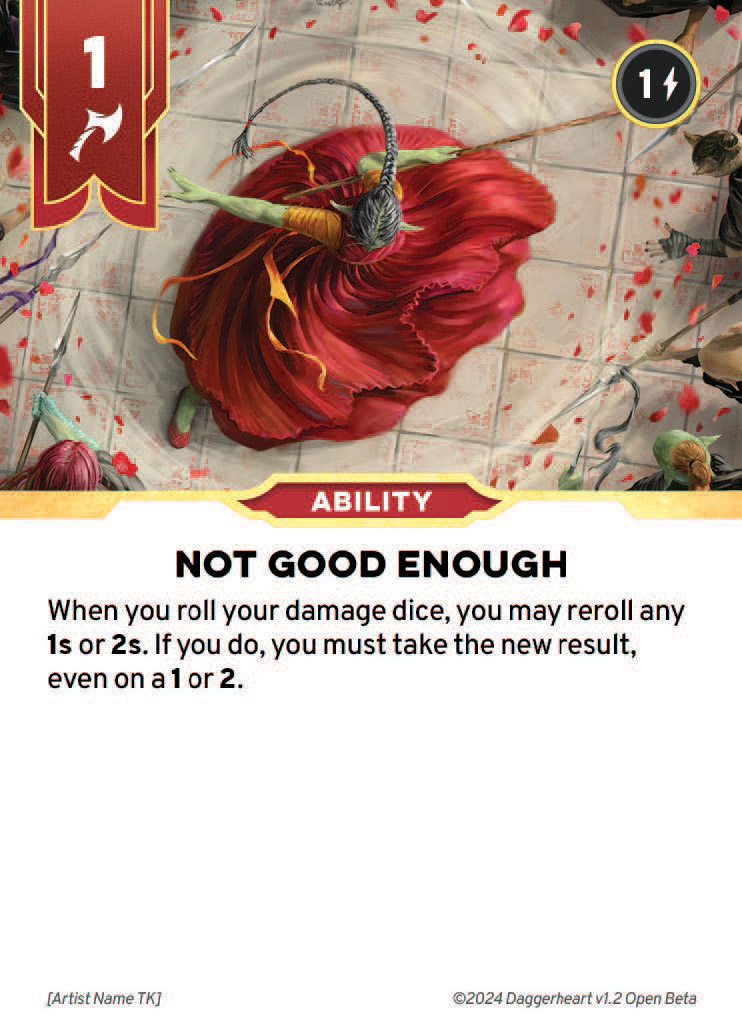 1
1
ABILITY
NOT GOOD ENOUGH
When you roll your damage dice, you may reroll any
1s or 2s. If you do, you must take the new result,
even on a 1 or 2.
[Artist Name TK]
©2024 Daggerheart v1.2 Open Beta